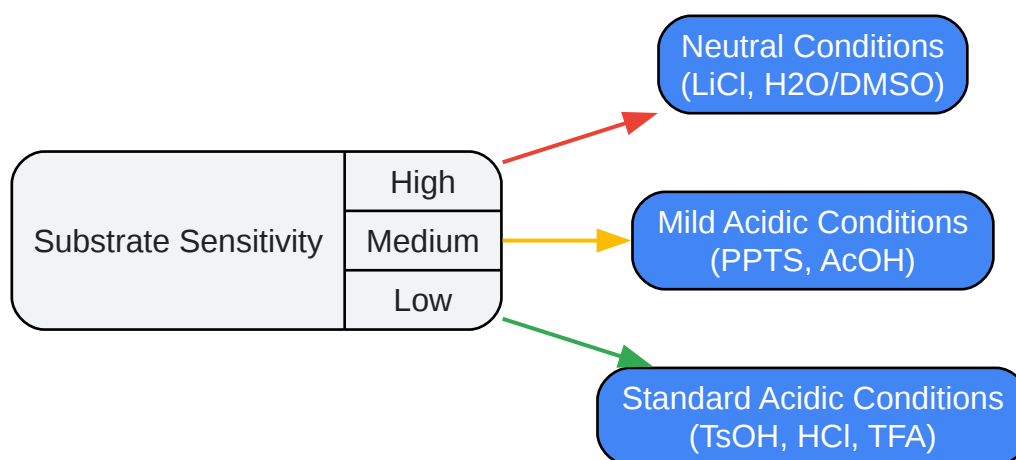 Substrate Sensitivity
High
Medium
Low
Neutral Conditions
(LiCl, H2O/DMSO)
Mild Acidic Conditions
(PPTS, AcOH)
Standard Acidic Conditions
(TsOH, HCl, TFA)